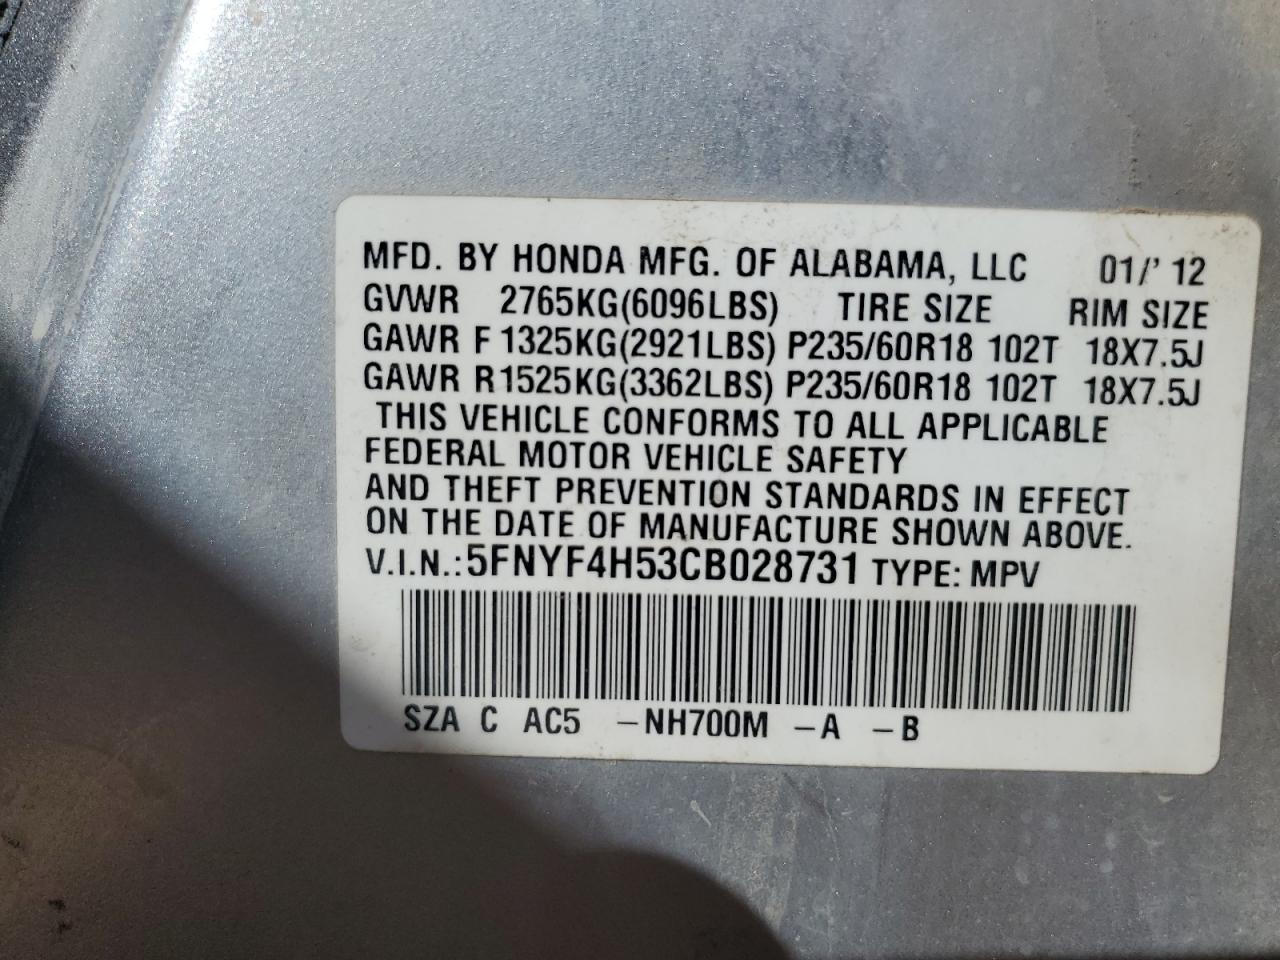 MFD. BY HONDA MFG. OF ALABAMA, LLC 01/' 12
GVWR 2765KG(6096LBS) TIRE SIZE RIM SIZE
GAWR F 1325KG(2921LBS) P235/60R18 102T 18X7.5J
GAWR R1525KG(3362LBS) P235/60R18 102T 18X7.5J
THIS VEHICLE CONFORMS TO ALL APPLICABLE
FEDERAL MOTOR VEHICLE SAFETY
AND THEFT PREVENTION STANDARDS IN EFFECT
ON THE DATE OF MANUFACTURE SHOWN ABOVE.
V.I.N.:5FNYF4H53CB028731 TYPE: MPV
SZA C AC5 -NH700M -A -B